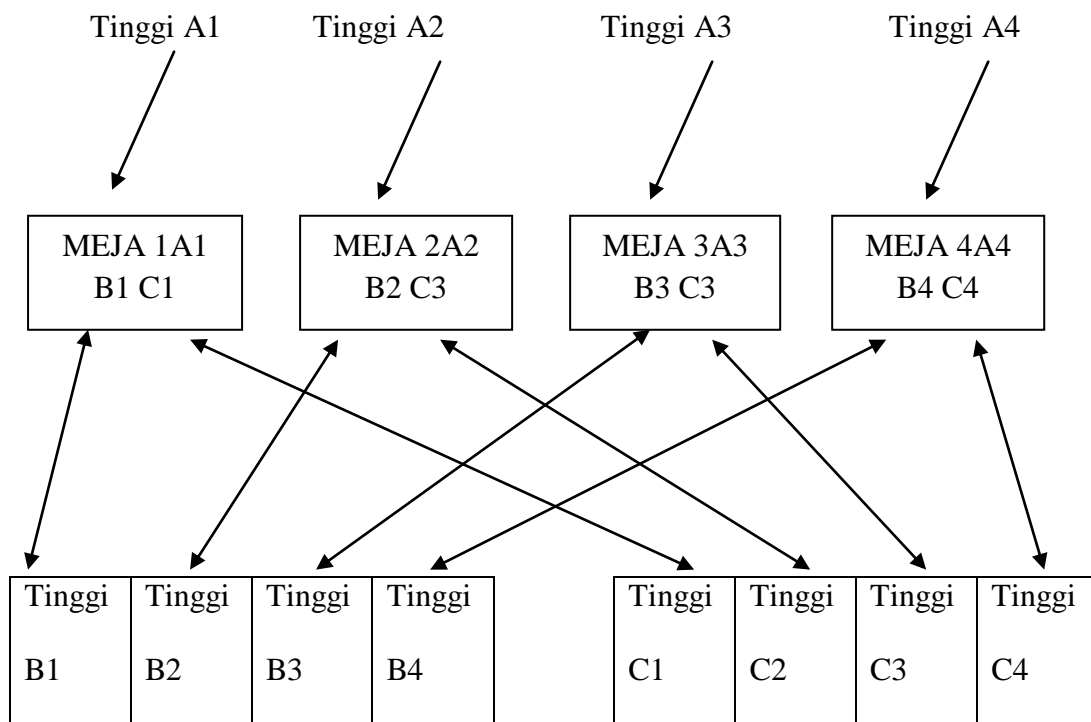 Tinggi A1 Tinggi A2 Tinggi A3 Tinggi A4
MEJA 1A1
B1 C1
MEJA 2A2
B2 C3
MEJA 3A3
B3 C3
MEJA 4A4
B4 C4
Tinggi Tinggi Tinggi Tinggi
B1 B2 B3 B4
Tinggi Tinggi Tinggi Tinggi
C1 C2 C3 C4